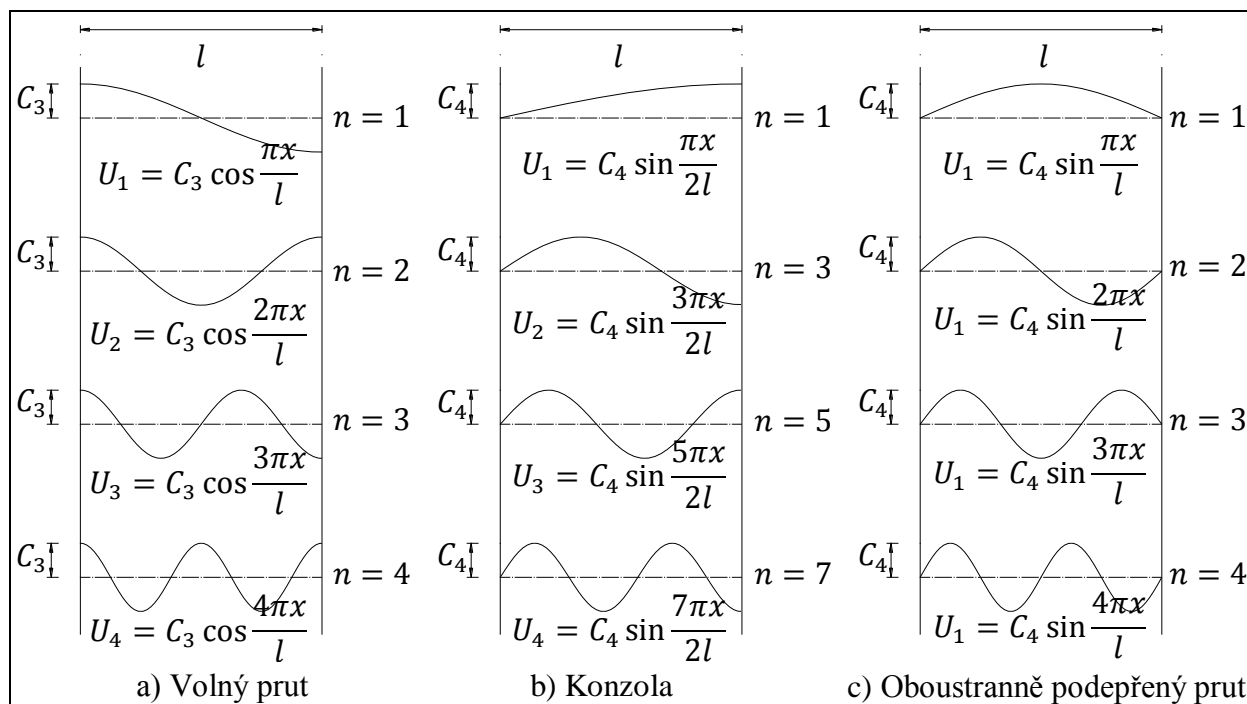 l
C₃
n = 1
U₁ = C₃ cos πx/l
C₃
n = 2
U₂ = C₃ cos 2πx/l
C₃
n = 3
U₃ = C₃ cos 3πx/l
C₃
n = 4
U₄ = C₃ cos 4πx/l
a) Volný prut
l
C₄
n = 1
U₁ = C₄ sin πx/2l
C₄
n = 3
U₂ = C₄ sin 3πx/2l
C₄
n = 5
U₃ = C₄ sin 5πx/2l
C₄
n = 7
U₄ = C₄ sin 7πx/2l
b) Konzola
l
C₄
n = 1
U₁ = C₄ sin πx/l
C₄
n = 2
U₁ = C₄ sin 2πx/l
C₄
n = 3
U₁ = C₄ sin 3πx/l
C₄
n = 4
U₁ = C₄ sin 4πx/l
c) Oboustranně podepřený prut